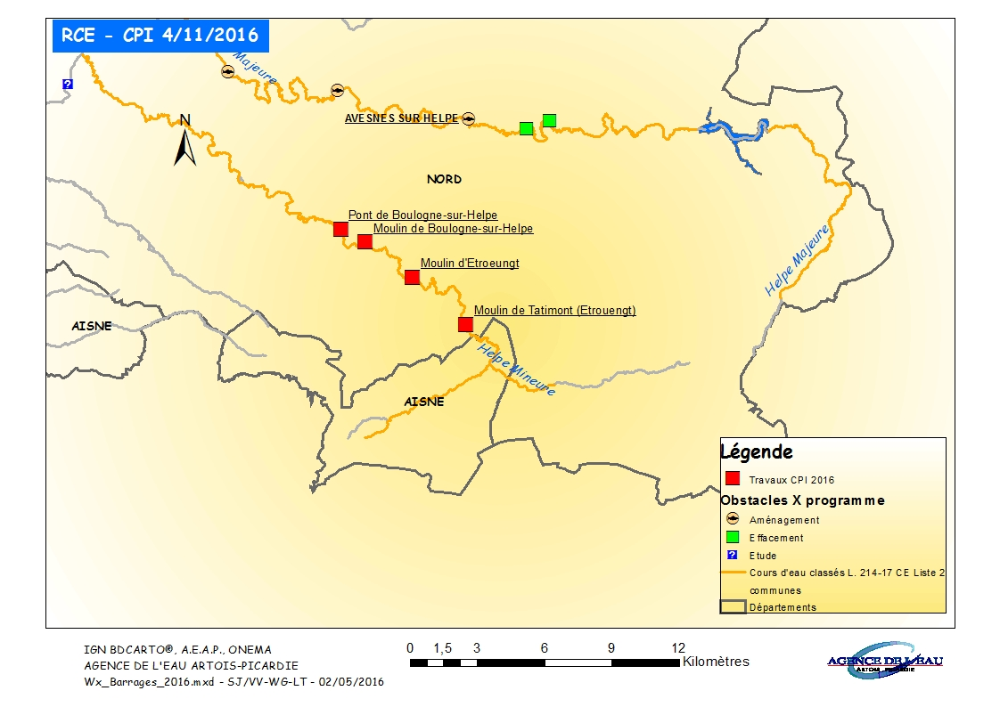 RCE - CPI 4/11/2016
Majeure
?
AVESNES SUR HELPE
N
NORD
Pont de Boulogne-sur-Helpe
Moulin de Boulogne-sur-Helpe
Helpe Majeure
Moulin d'Etroeungt
Moulin de Tatimont (Etrouengt)
AISNE
Helpe Mineure
AISNE
Légende
Travaux CPI 2016
Obstacles X programme
Aménagement
Effacement
? Etude
Cours d'eau classés L. 214-17 CE Liste 2
communes
Départements
IGN BDCARTO®, A.E.A.P., ONEMA
AGENCE DE L'EAU ARTOIS-PICARDIE
Wx_Barrages_2016.mxd - SJ/VV-WG-LT - 02/05/2016
0 1,5 3 6 9 12
Kilomètres
AGENCE DE L'EAU
ARTOIS - PICARDIE